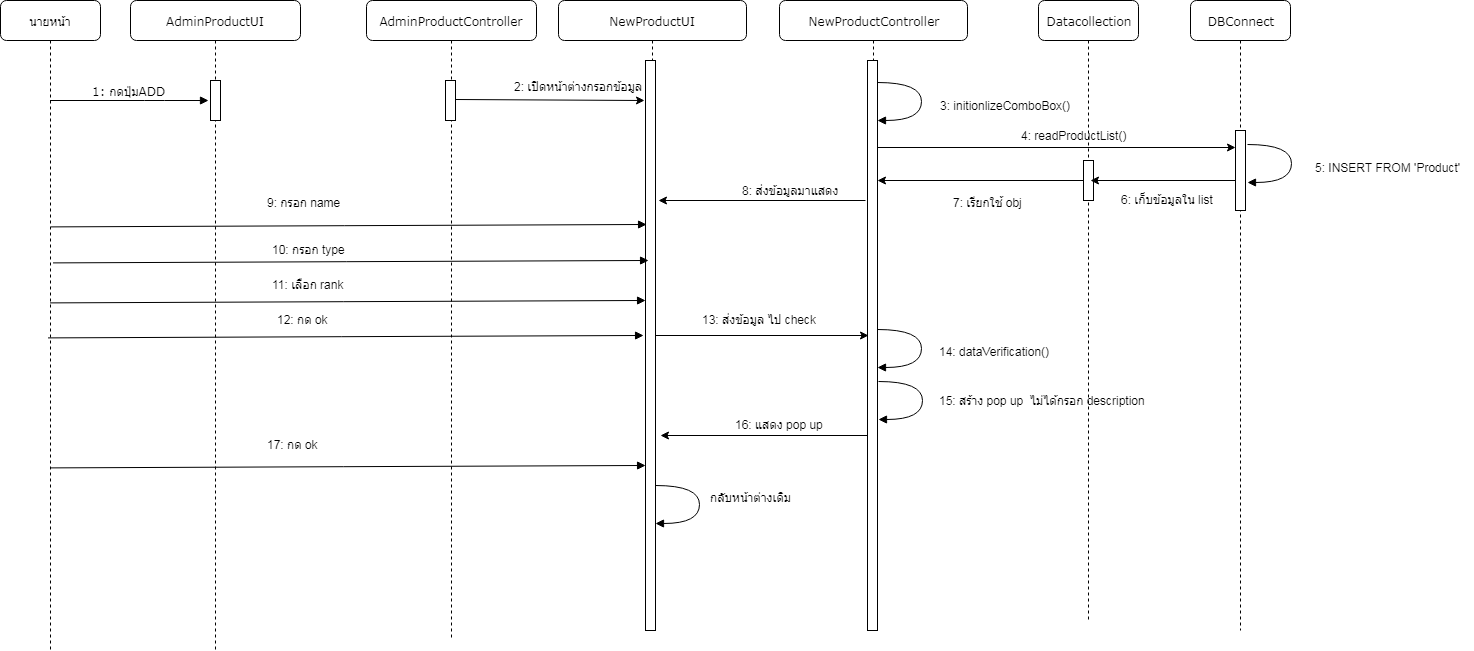 นายหน้า
AdminProductUI
AdminProductController
NewProductUI
NewProductController
Datacollection
DBConnect
1: กดปุ่มADD
2: เปิดหน้าต่างกรอกข้อมูล
3: initionlizeComboBox()
4: readProductList()
5: INSERT FROM 'Product'
6: เก็บข้อมูลใน list
7: เรียกใช้ obj
8: ส่งข้อมูลมาแสดง
9: กรอก name
10: กรอก type
11: เลือก rank
12: กด ok
13: ส่งข้อมูล ไป check
14: dataVerification()
15: สร้าง pop up ไม่ได้กรอก description
16: แสดง pop up
17: กด ok
กลับหน้าต่างเดิม